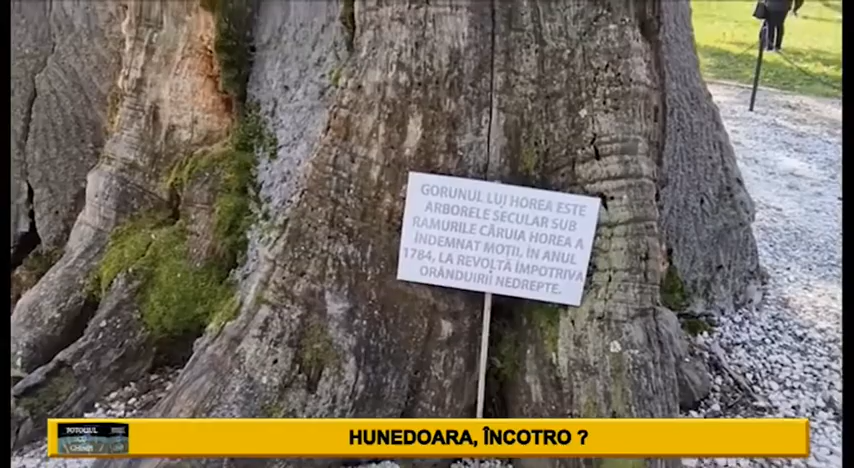 GORUNUL LUI HOREA ESTE
ARBORELE SECULAR SUB
RAMURILE CĂRUIA HOREA A
ÎNDEMNAT MOȚII, ÎN ANUL
1784, LA REVOLTĂ ÎMPOTRIVA
ORÂNDUIRII NEDREPTE.
HUNEDOARA, ÎNCOTRO ?